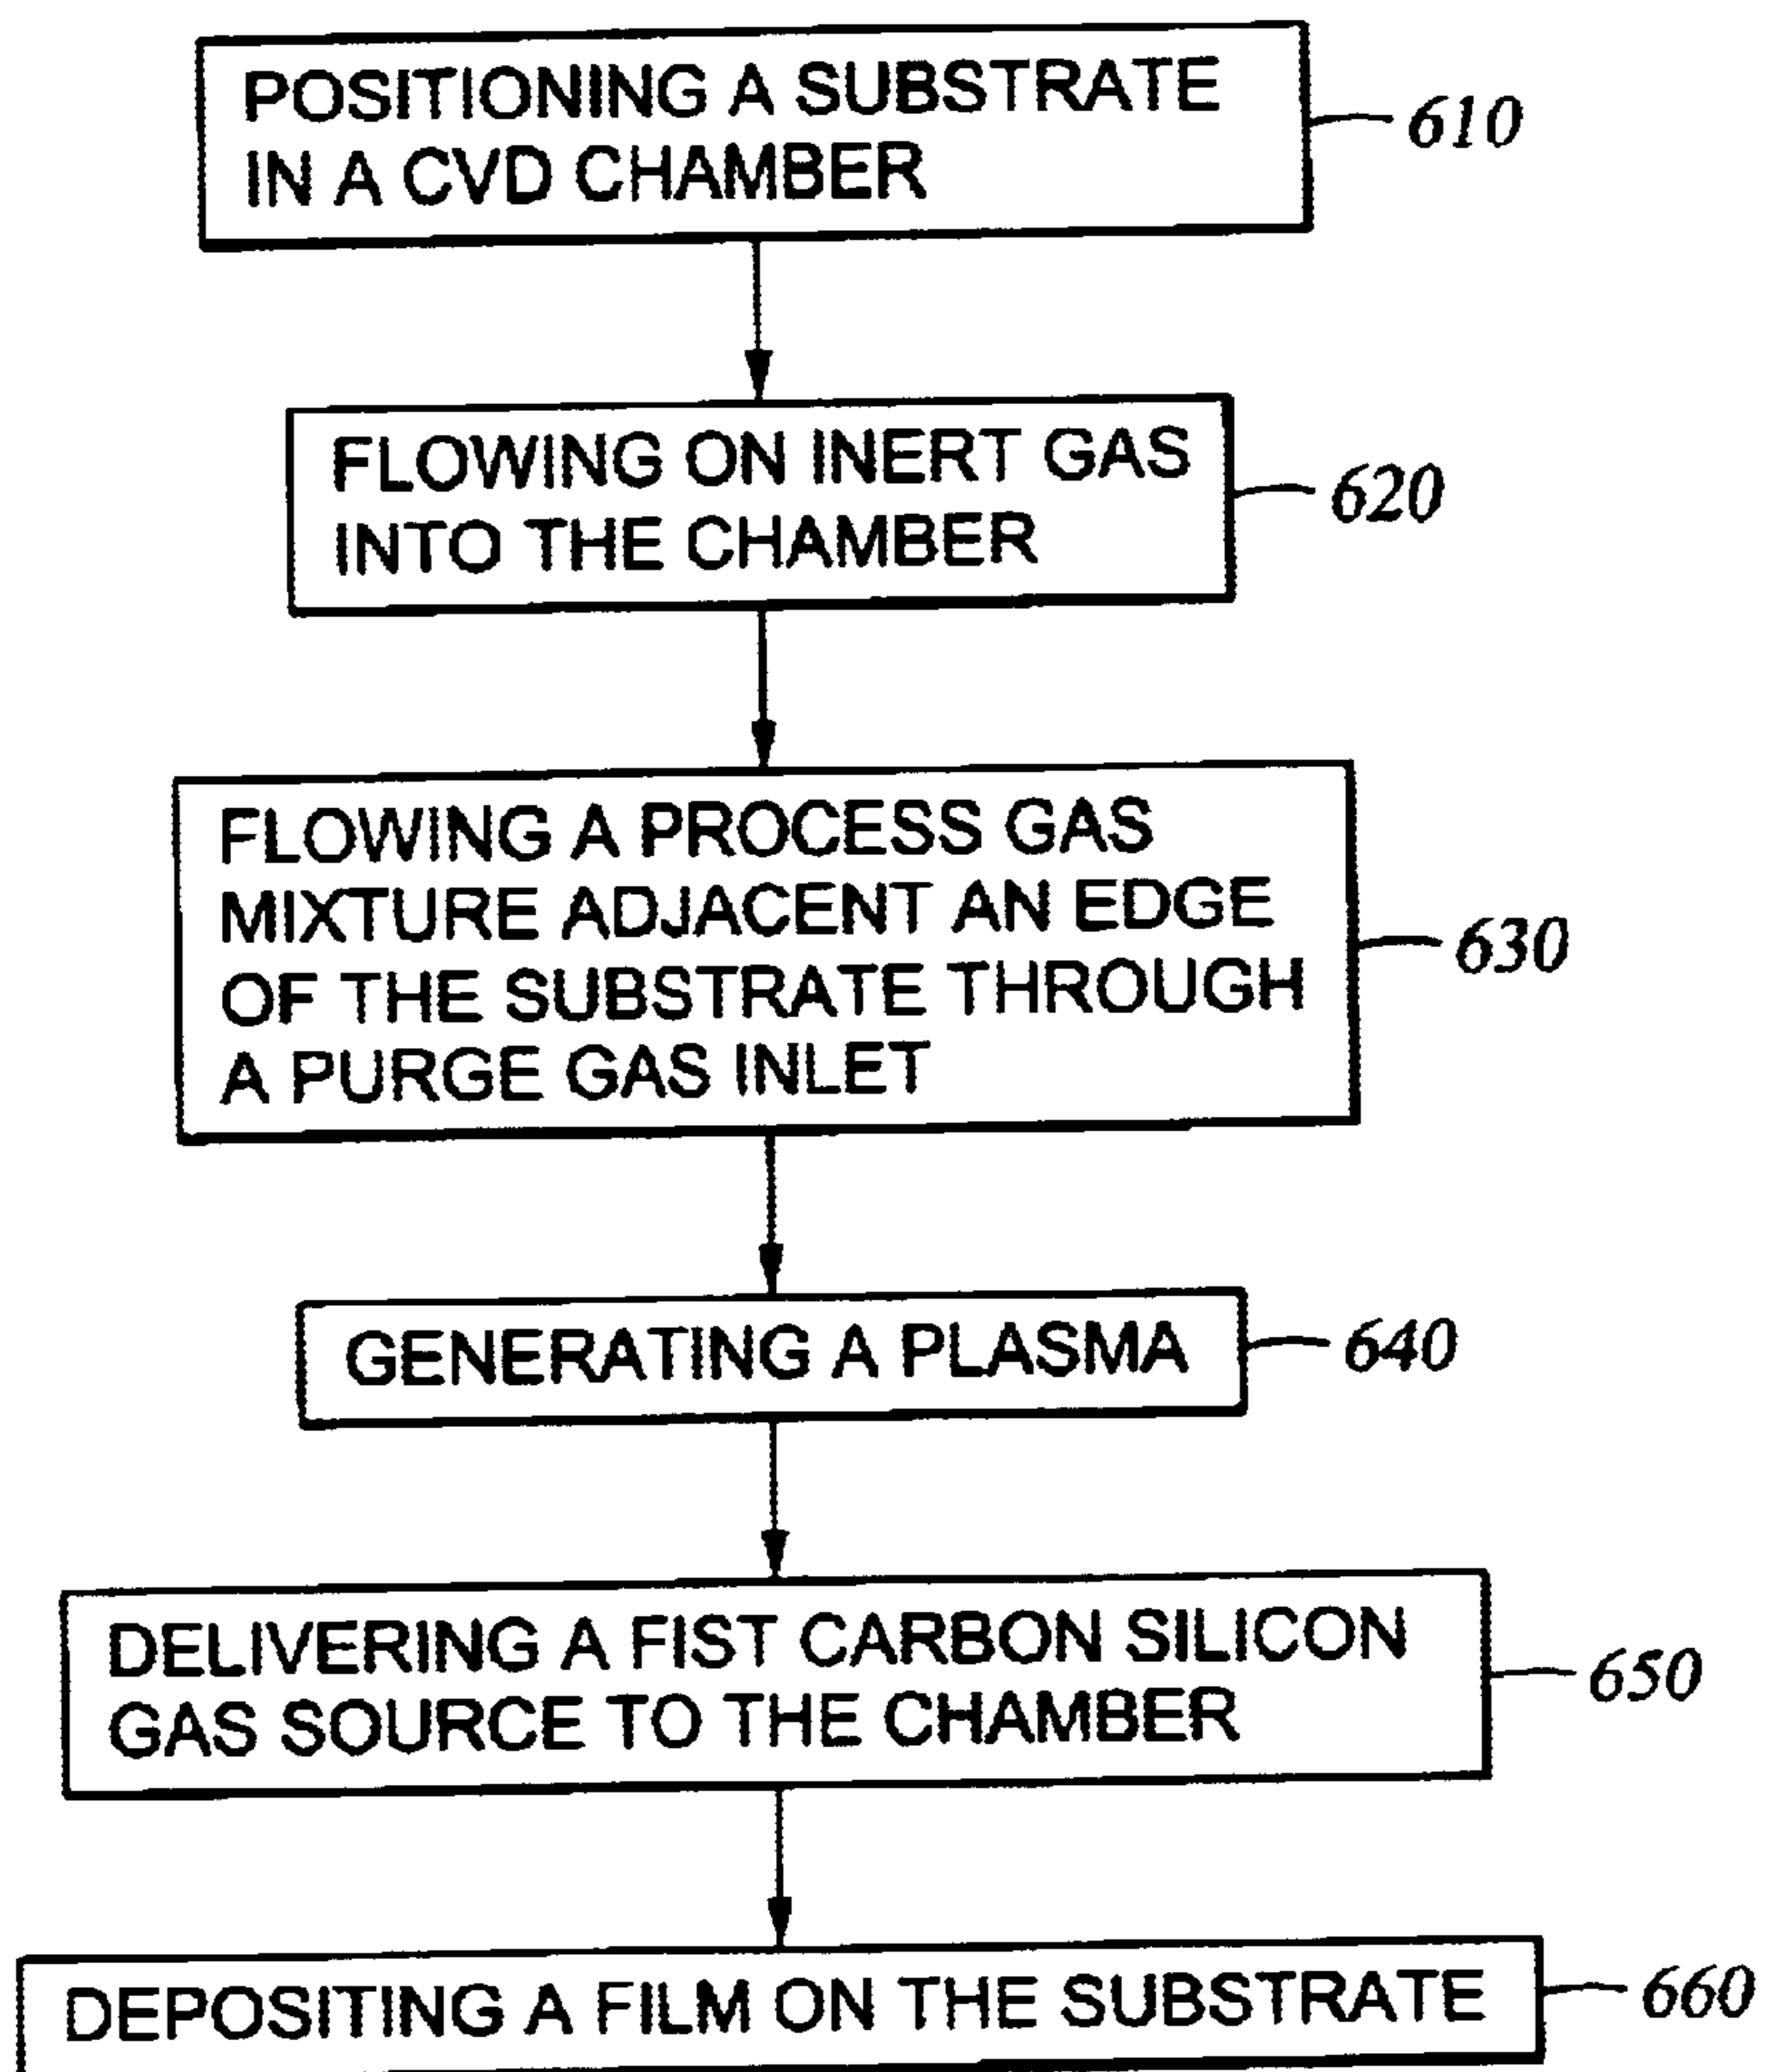 POSITIONING A SUBSTRATE
IN A CVD CHAMBER
610
FLOWING ON INERT GAS
INTO THE CHAMBER
620
FLOWING A PROCESS GAS
MIXTURE ADJACENT AN EDGE
OF THE SUBSTRATE THROUGH
A PURGE GAS INLET
630
GENERATING A PLASMA
640
DELIVERING A FIST CARBON SILICON
GAS SOURCE TO THE CHAMBER
650
DEPOSITING A FILM ON THE SUBSTRATE
660